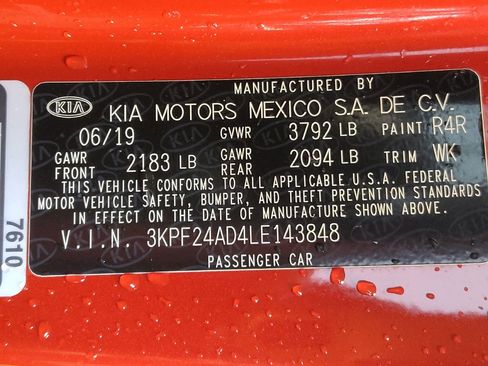 MANUFACTURED BY
KIA KIA MOTORS MEXICO S.A. DE C.V.
06/19 GVWR 3792 LB PAINT R4R
GAWR FRONT 2183 LB GAWR REAR 2094 LB TRIM WK
THIS VEHICLE CONFORMS TO ALL APPLICABLE U.S.A. FEDERAL
MOTOR VEHICLE SAFETY, BUMPER, AND THEFT PREVENTION STANDARDS
IN EFFECT ON THE DATE OF MANUFACTURE SHOWN ABOVE.
V.I.N. 3KPF24AD4LE143848
PASSENGER CAR
7610